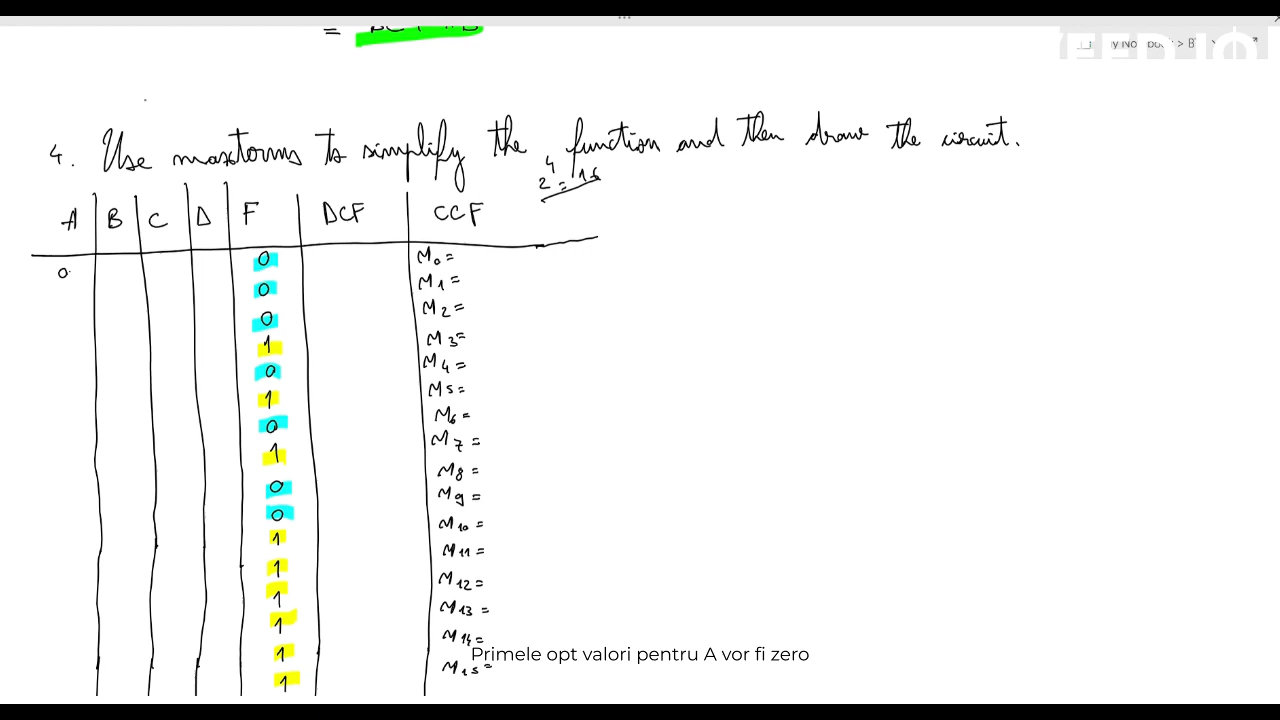 =
4. Use maxterms to simplify the function and then draw the circuit.
2⁴ = 16
A B C D F DCF CCF
0 0 M₀ =
0 M₁ =
0 M₂ =
1 M₃ =
0 M₄ =
1 M₅ =
0 M₆ =
1 M₇ =
0 M₈ =
0 M₉ =
1 M₁₀ =
1 M₁₁ =
1 M₁₂ =
1 M₁₃ =
1 M₁₄ =
1 M₁₅ =
Primele opt valori pentru A vor fi zero